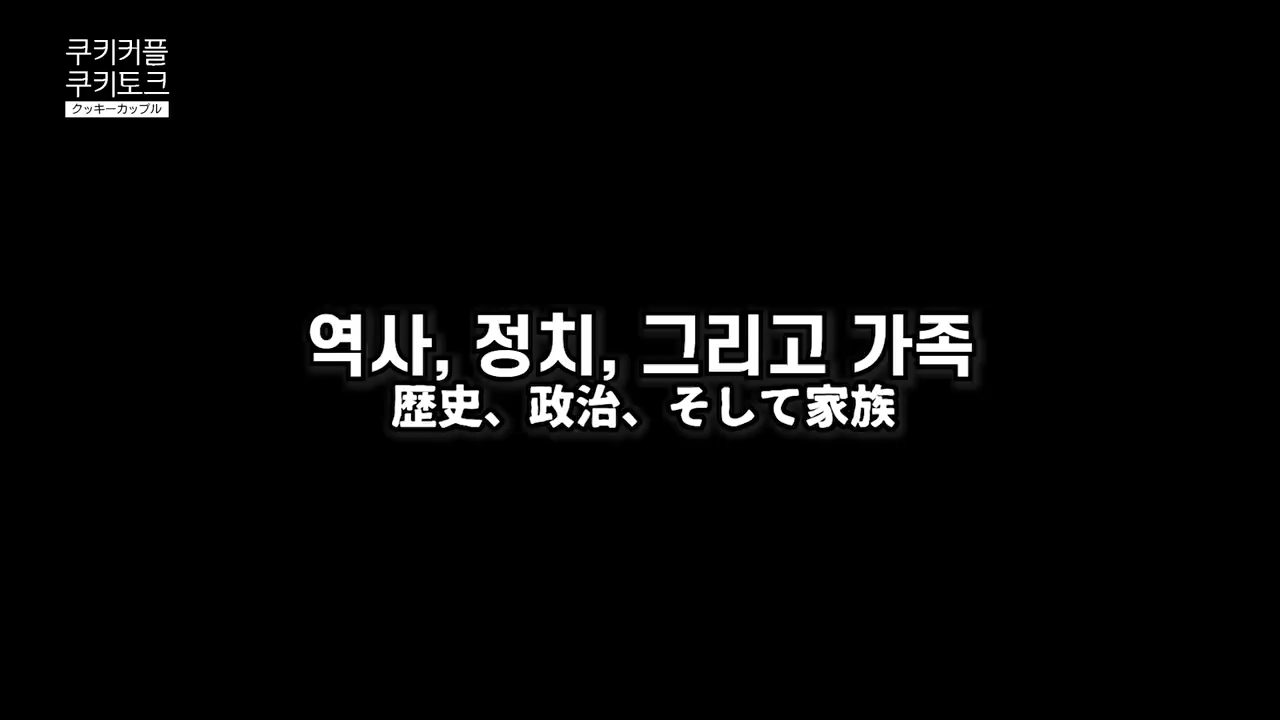 쿠키커플
쿠키토크
クッキーカップル
역사, 정치, 그리고 가족
歴史、政治、そして家族